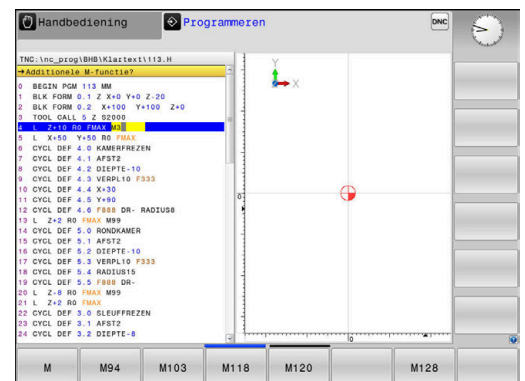 Handbediening
Programmeren
DNC
TNC:\nc_prog\BHB\Klartext\113.H
→Additionele M-functie?
0 BEGIN PGM 113 MM
1 BLK FORM 0.1 Z X+0 Y+0 Z-20
2 BLK FORM 0.2 X+100 Y+100 Z+0
3 TOOL CALL 5 Z S2000
4 L Z+10 R0 FMAX M3
5 L X+50 Y+50 R0 FMAX
6 CYCL DEF 4.0 KAMERFREZEN
7 CYCL DEF 4.1 AFST2
8 CYCL DEF 4.2 DIEPTE-10
9 CYCL DEF 4.3 VERPL10 F333
10 CYCL DEF 4.4 X+30
11 CYCL DEF 4.5 Y+90
12 CYCL DEF 4.6 F888 DR- RADIUS8
13 L Z+2 R0 FMAX M99
14 CYCL DEF 5.0 RONDKAMER
15 CYCL DEF 5.1 AFST2
16 CYCL DEF 5.2 DIEPTE-10
17 CYCL DEF 5.3 VERPL10 F333
18 CYCL DEF 5.4 RADIUS15
19 CYCL DEF 5.5 F888 DR-
20 L Z-8 R0 FMAX M99
21 L Z+2 R0 FMAX
22 CYCL DEF 3.0 SLEUFFREZEN
23 CYCL DEF 3.1 AFST2
24 CYCL DEF 3.2 DIEPTE-8
Y
X
0
0
M M94 M103 M118 M120 M128